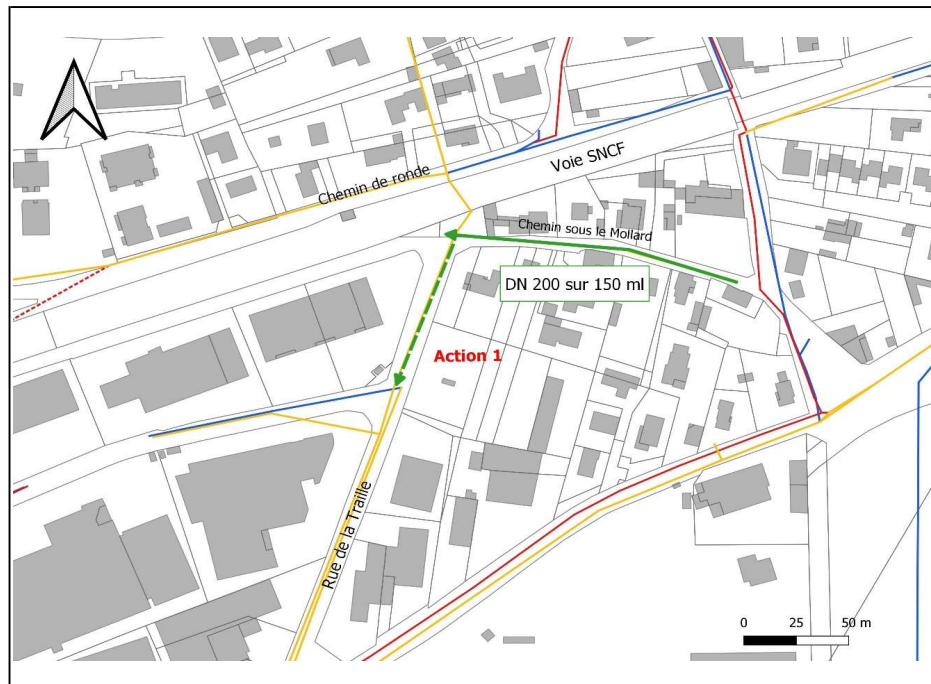 Voie SNCF
Chemin de ronde
Chemin sous le Mollard
DN 200 sur 150 ml
Action 1
Rue de la Traille
0 25 50 m